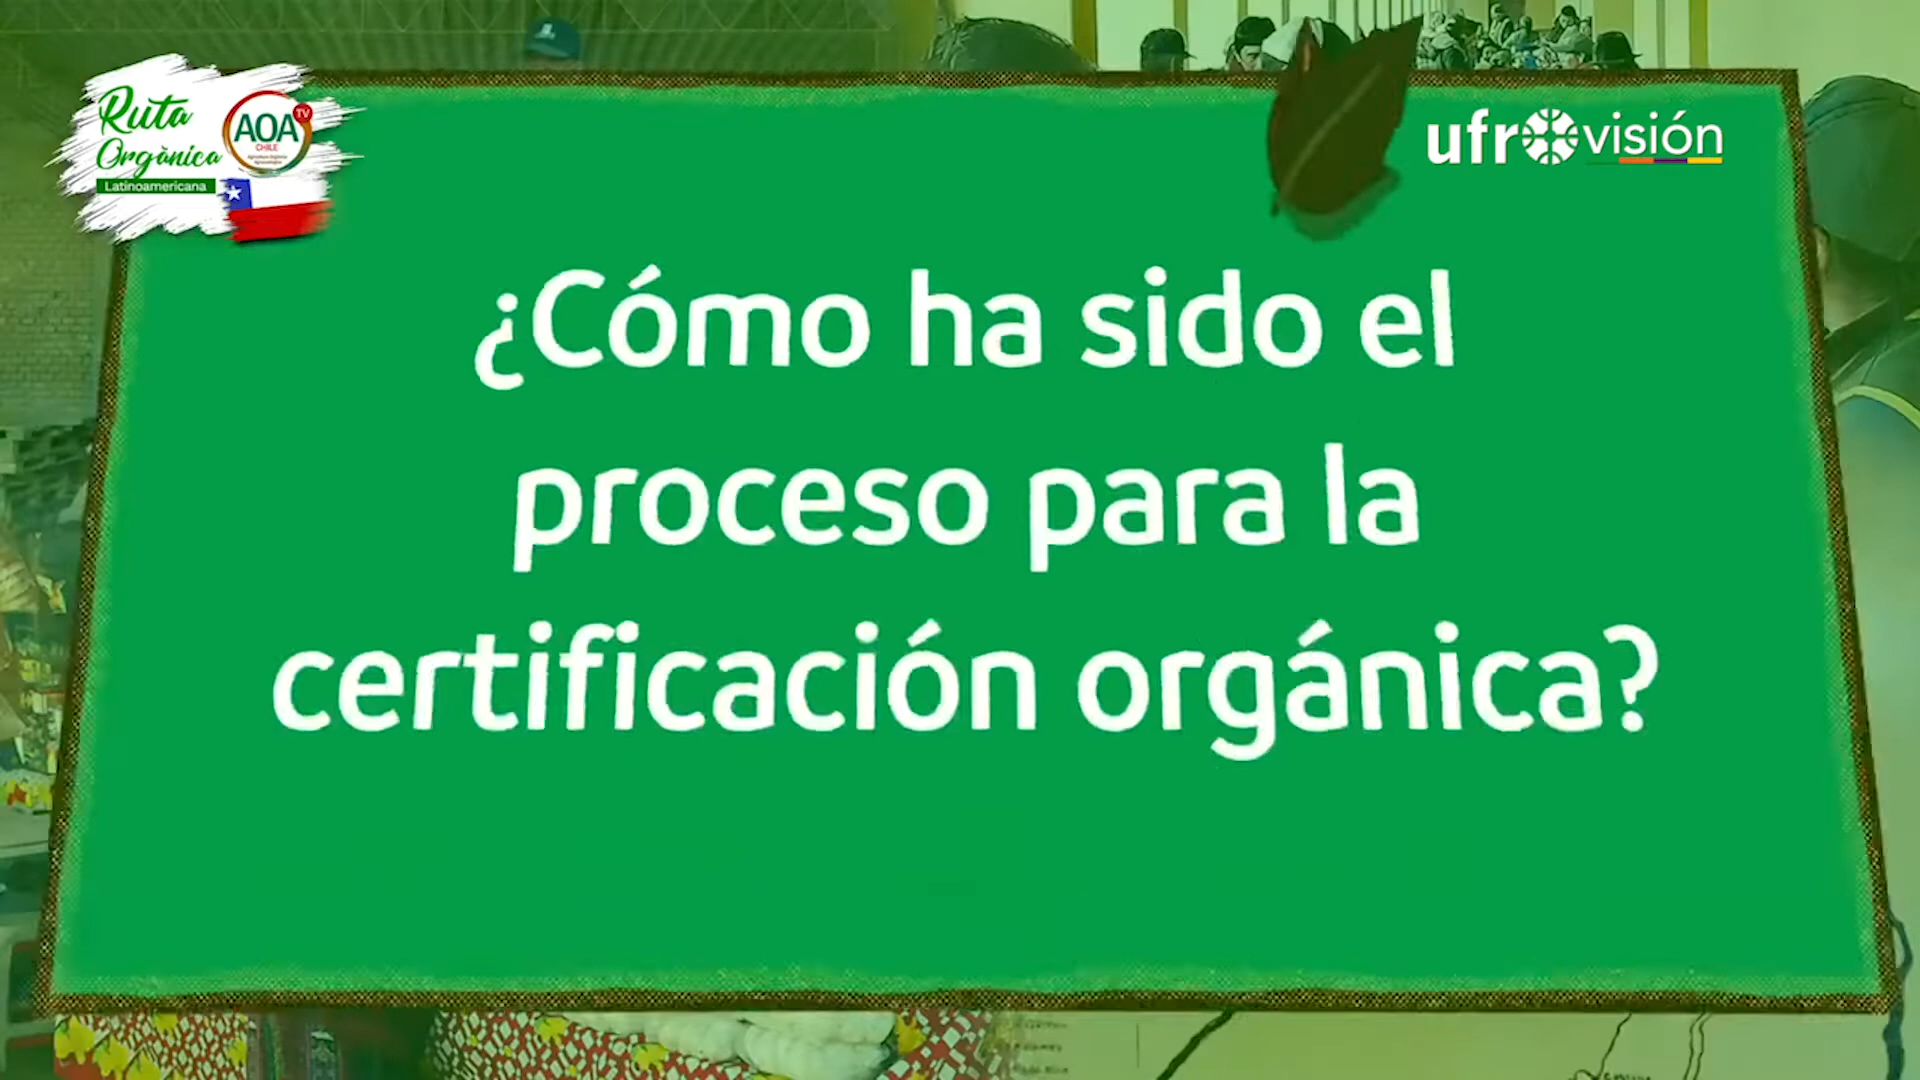 Ruta
Orgànica
Latinoamericana
AOA
TV
CHILE
ufrovisión
¿Cómo ha sido el
proceso para la
certificación orgánica?